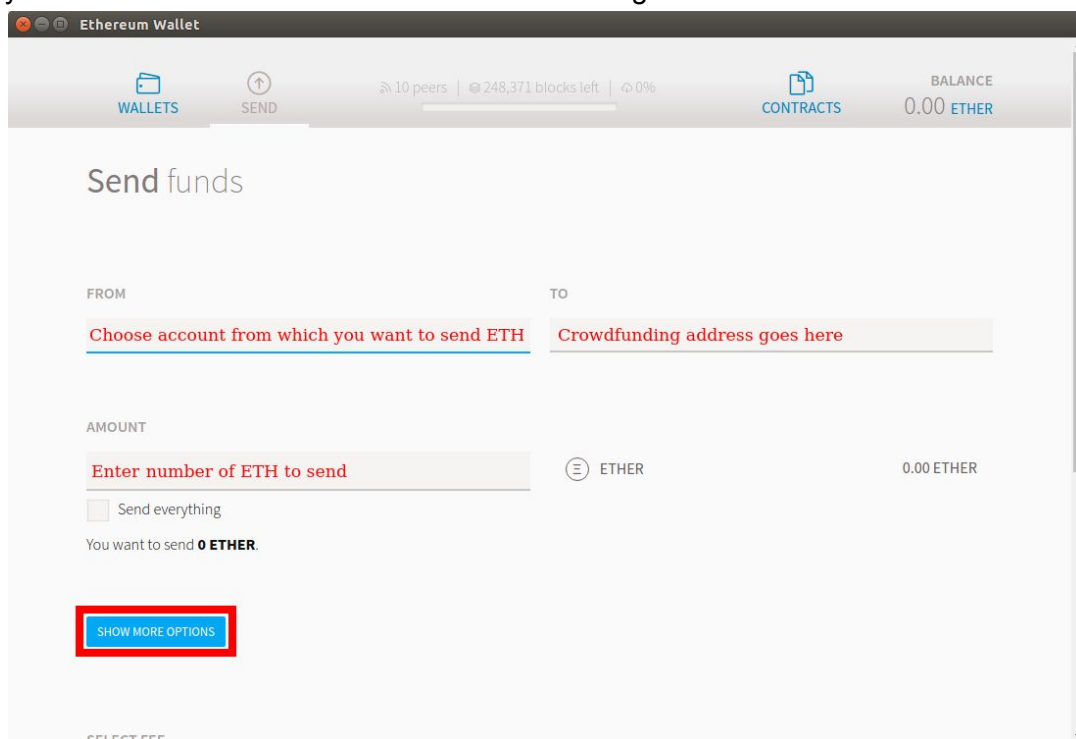 Ethereum Wallet
WALLETS
SEND
10 peers | 248,371 blocks left | 0%
CONTRACTS
BALANCE
0.00 ETHER
Send funds
FROM
TO
Choose account from which you want to send ETH
Crowdfunding address goes here
AMOUNT
Enter number of ETH to send
ETHER
0.00 ETHER
Send everything
You want to send 0 ETHER.
SHOW MORE OPTIONS
SELECT FEE